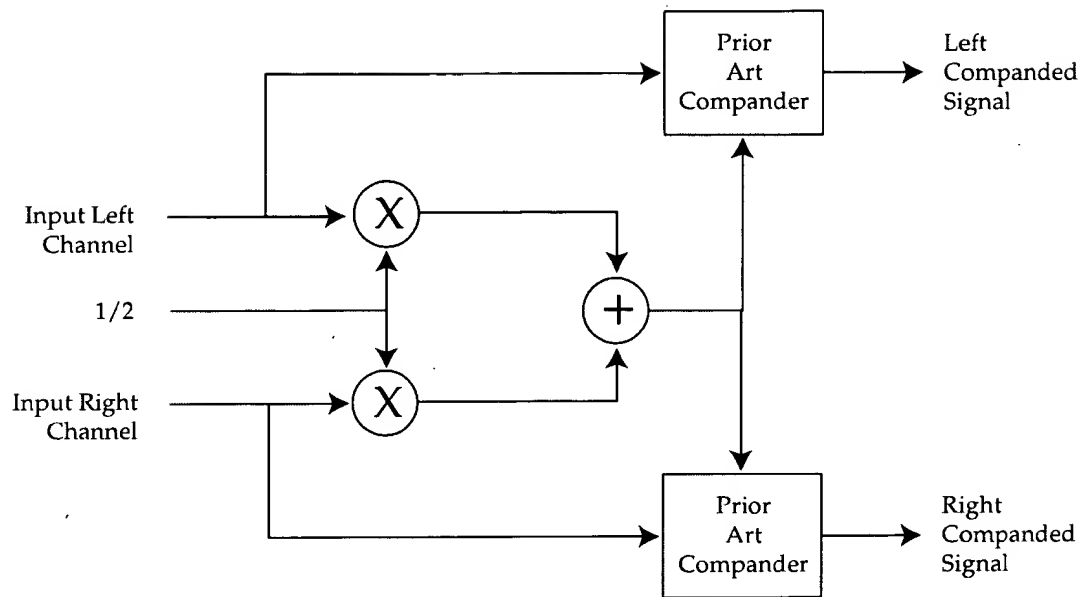 Prior
Art
Compander
Left
Companded
Signal
Input Left
Channel
X
1/2
+
Input Right
Channel
X
Prior
Art
Compander
Right
Companded
Signal